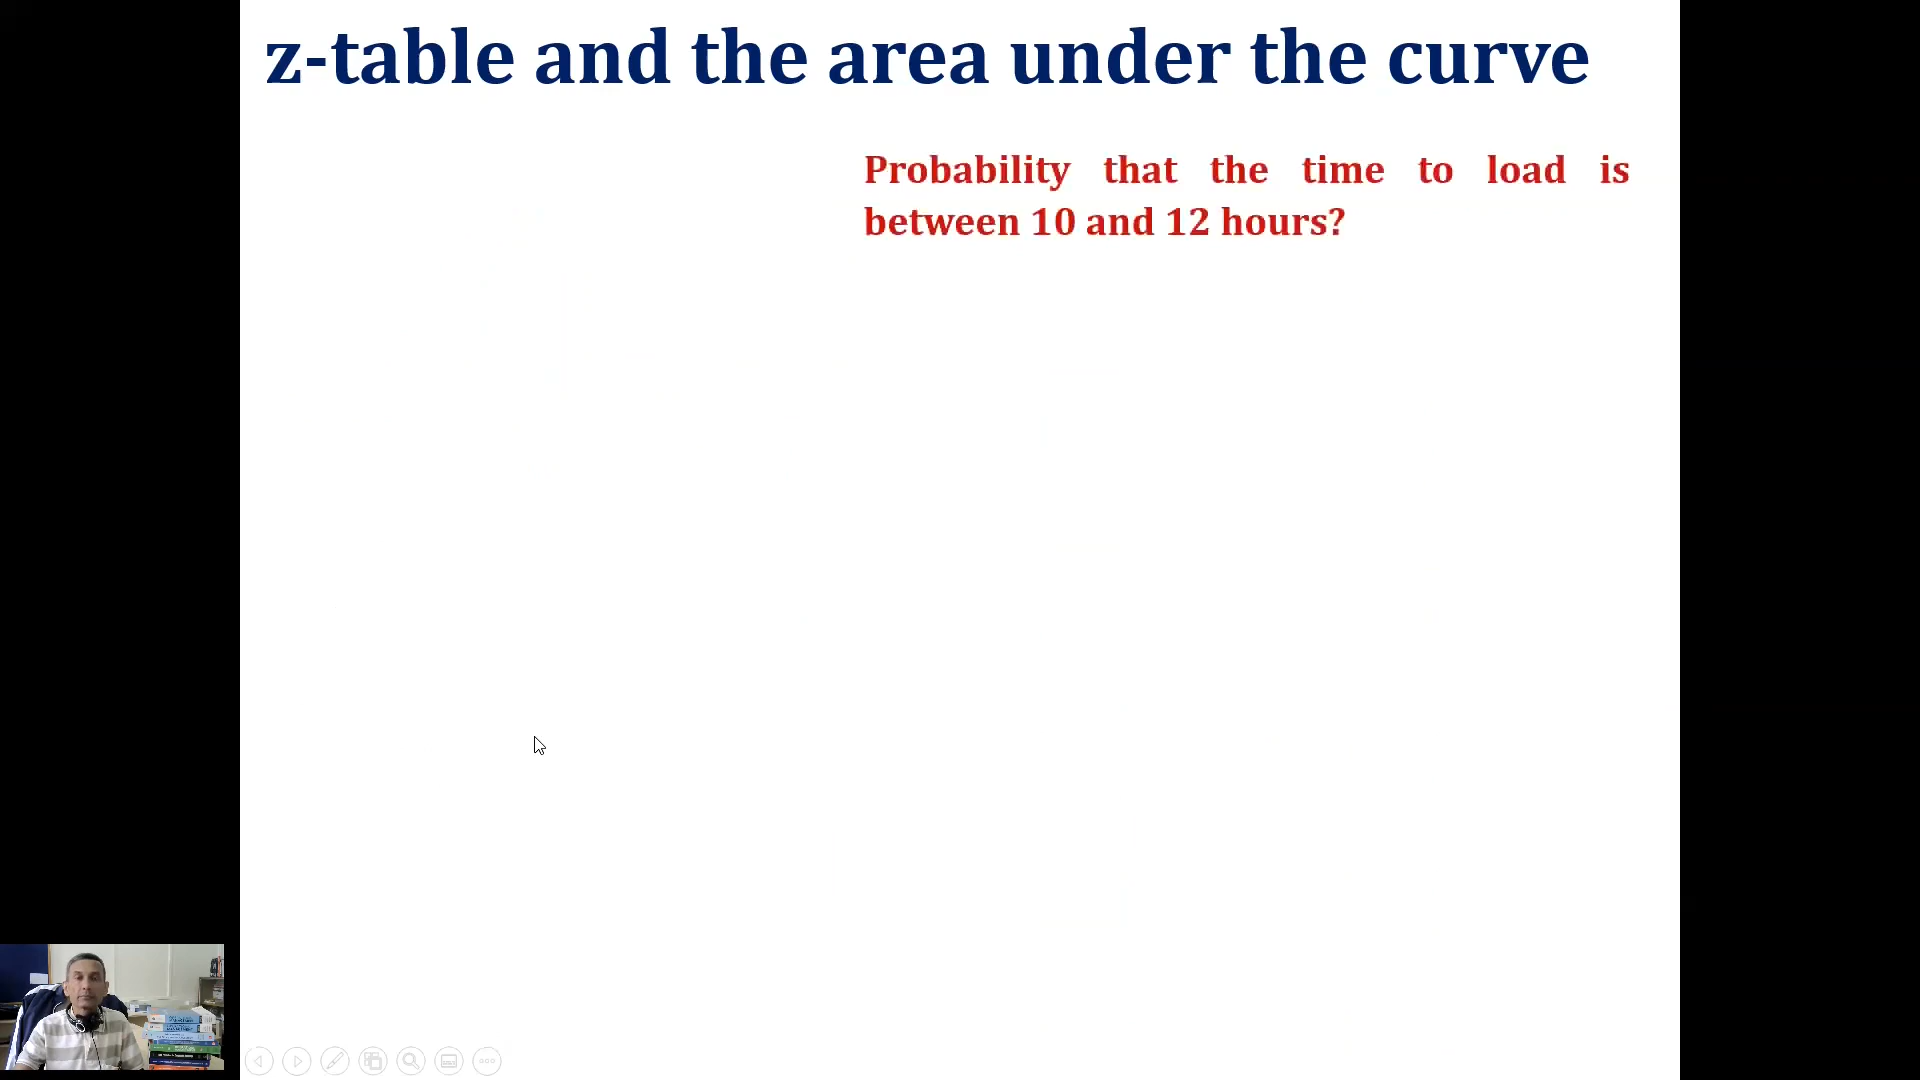 z-table and the area under the curve
Probability that the time to load is
between 10 and 12 hours?